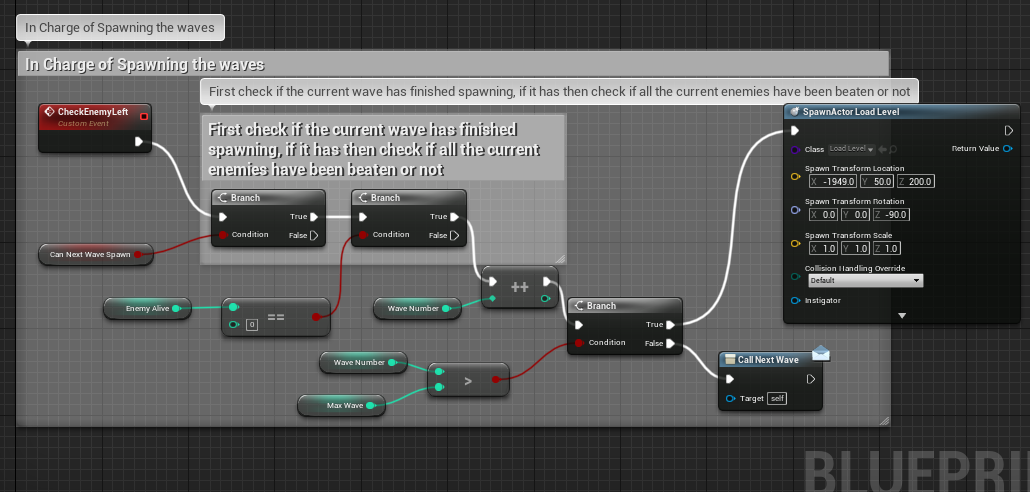 In Charge of Spawning the waves
In Charge of Spawning the waves
First check if the current wave has finished spawning, if it has then check if all the current enemies have been beaten or not
CheckEnemyLeft
Custom Event
First check if the current wave has finished
spawning, if it has then check if all the current
enemies have been beaten or not
Branch
True
Condition
False
Branch
True
Condition
False
Can Next Wave Spawn
Enemy Alive
0
==
Wave Number
++
Wave Number
Max Wave
>
Branch
True
Condition
False
SpawnActor Load Level
Class Load Level
Return Value
Spawn Transform Location
X -1949.0 Y 50.0 Z 200.0
Spawn Transform Rotation
X 0.0 Y 0.0 Z -90.0
Spawn Transform Scale
X 1.0 Y 1.0 Z 1.0
Collision Handling Override
Default
Instigator
Call Next Wave
Target self
BLUEPRI